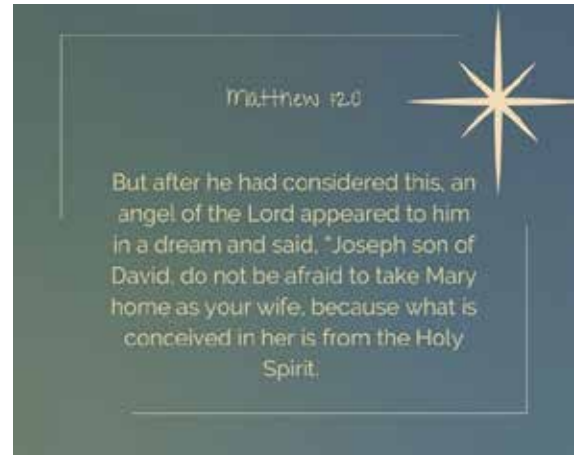 Matthew 1:20
But after he had considered this, an
angel of the Lord appeared to him
in a dream and said, "Joseph son of
David, do not be afraid to take Mary
home as your wife, because what is
conceived in her is from the Holy
Spirit.